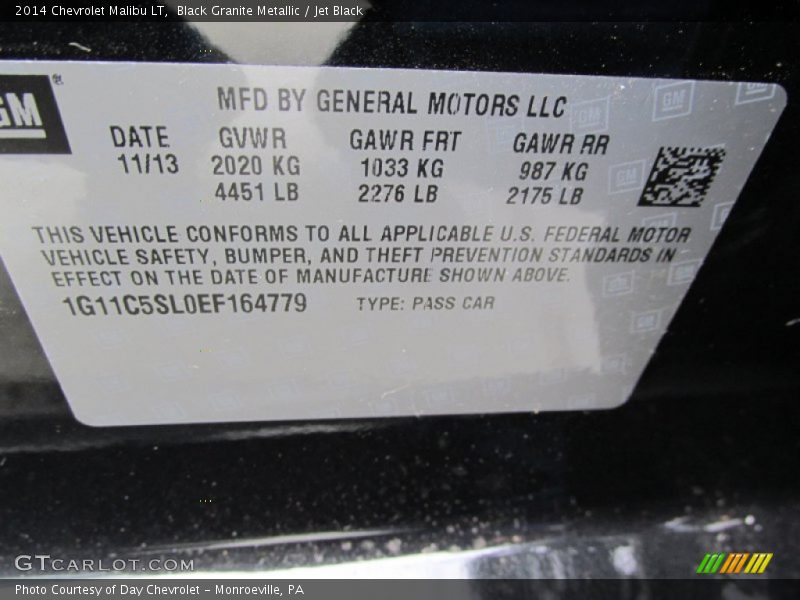 2014 Chevrolet Malibu LT, Black Granite Metallic / Jet Black
GM
MFD BY GENERAL MOTORS LLC
DATE GVWR GAWR FRT GAWR RR
11/13 2020 KG 1033 KG 987 KG
4451 LB 2276 LB 2175 LB
THIS VEHICLE CONFORMS TO ALL APPLICABLE U.S. FEDERAL MOTOR
VEHICLE SAFETY, BUMPER, AND THEFT PREVENTION STANDARDS IN
EFFECT ON THE DATE OF MANUFACTURE SHOWN ABOVE.
1G11C5SL0EF164779 TYPE: PASS CAR
GTCARLOT.COM
Photo Courtesy of Day Chevrolet - Monroeville, PA